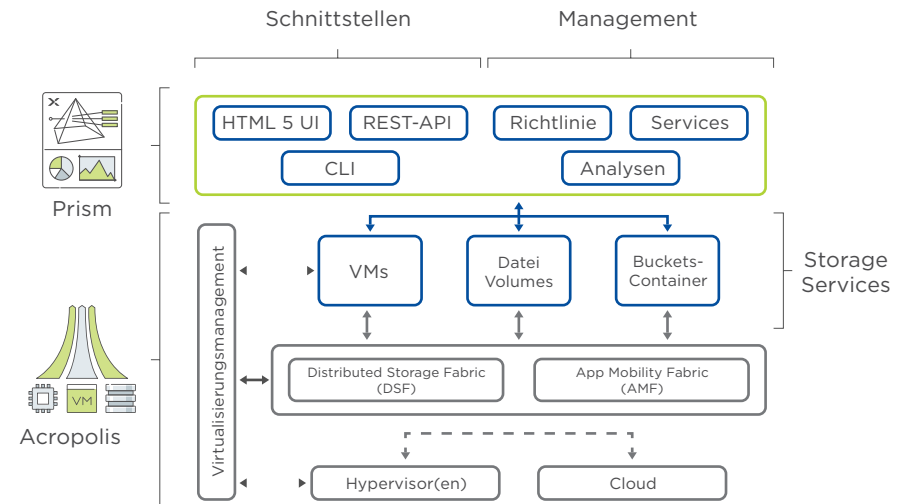 Schnittstellen
Management
HTML 5 UI
REST-API
Richtlinie
Services
CLI
Analysen
Prism
Virtualisierungsmanagement
VMs
Datei
Volumes
Buckets-
Container
Storage
Services
Distributed Storage Fabric
(DSF)
App Mobility Fabric
(AMF)
VM
Acropolis
Hypervisor(en)
Cloud